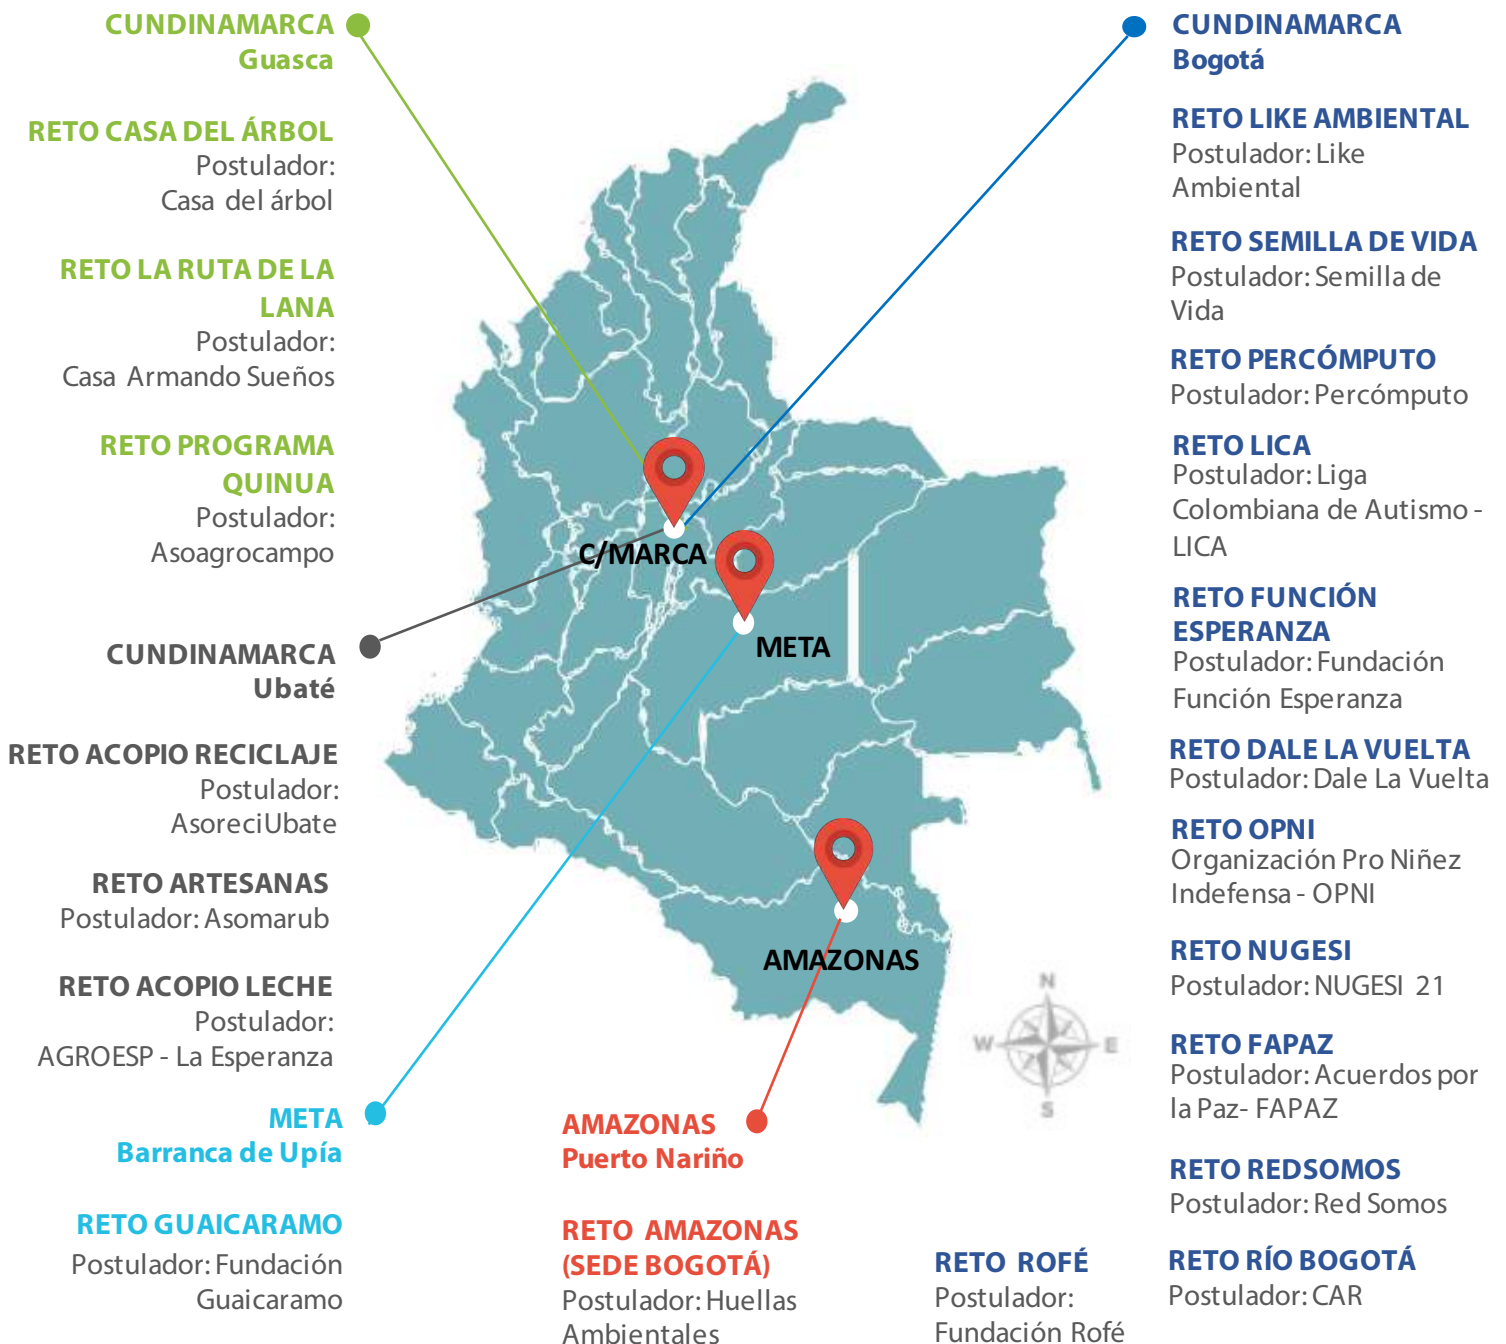 CUNDINAMARCA
Guasca
RETO CASA DEL ÁRBOL
Postulador:
Casa del árbol
RETO LA RUTA DE LA
LANA
Postulador:
Casa Armando Sueños
RETO PROGRAMA
QUINUA
Postulador:
Asoagrocampo
CUNDINAMARCA
Ubaté
RETO ACOPIO RECICLAJE
Postulador:
AsoreciUbate
RETO ARTESANAS
Postulador: Asomarub
RETO ACOPIO LECHE
Postulador:
AGROESP - La Esperanza
META
Barranca de Upía
RETO GUAICARAMO
Postulador: Fundación
Guaicaramo
C/MARCA
META
AMAZONAS
N
W
E
S
AMAZONAS
Puerto Nariño
RETO AMAZONAS
(SEDE BOGOTÁ)
Postulador: Huellas
Ambientales
CUNDINAMARCA
Bogotá
RETO LIKE AMBIENTAL
Postulador: Like
Ambiental
RETO SEMILLA DE VIDA
Postulador: Semilla de
Vida
RETO PERCÓMPUTO
Postulador: Percómputo
RETO LICA
Postulador: Liga
Colombiana de Autismo -
LICA
RETO FUNCIÓN
ESPERANZA
Postulador: Fundación
Función Esperanza
RETO DALE LA VUELTA
Postulador: Dale La Vuelta
RETO OPNI
Organización Pro Niñez
Indefensa - OPNI
RETO NUGESI
Postulador: NUGESI 21
RETO FAPAZ
Postulador: Acuerdos por
la Paz- FAPAZ
RETO REDSOMOS
Postulador: Red Somos
RETO RÍO BOGOTÁ
Postulador: CAR
RETO ROFÉ
Postulador:
Fundación Rofé